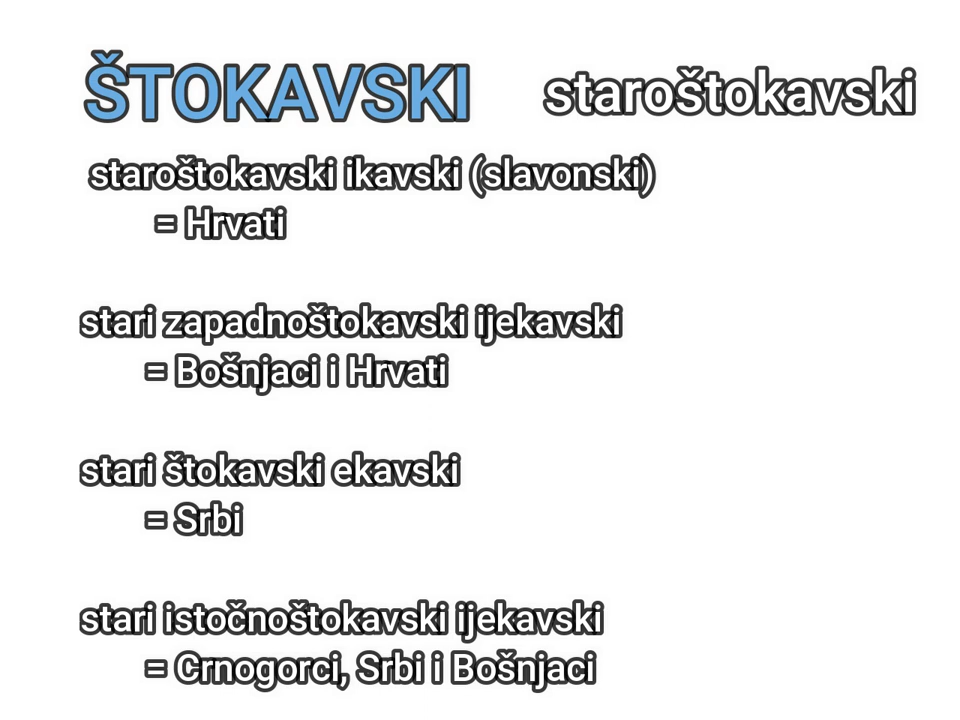 ŠTOKAVSKI staroštokavski
staroštokavski ikavski (slavonski)
= Hrvati
stari zapadnoštokavski ijekavski
= Bošnjaci i Hrvati
stari štokavski ekavski
= Srbi
stari istočnoštokavski ijekavski
= Crnogorci, Srbi i Bošnjaci